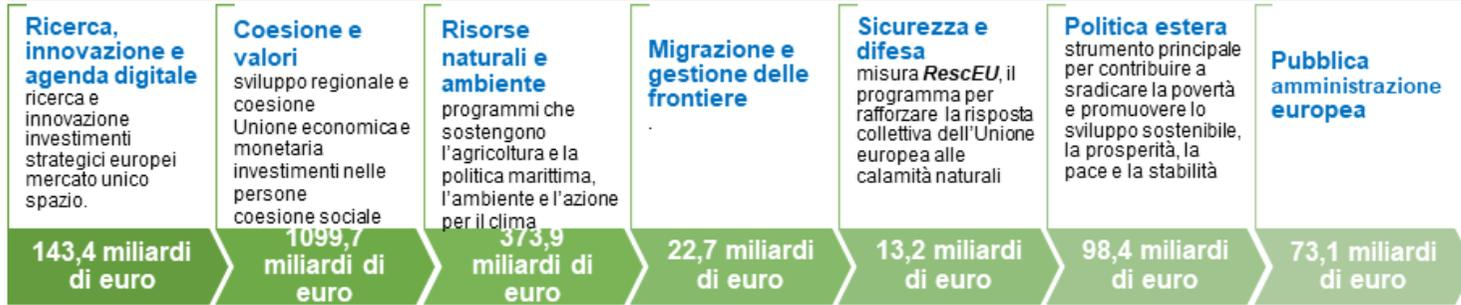 Ricerca,
innovazione e
agenda digitale
ricerca e
innovazione
investimenti
strategici europei
mercato unico
spazio.
143,4 miliardi
di euro
Coesione e
valori
sviluppo regionale e
coesione
Unione economica e
monetaria
investimenti nelle
persone
coesione sociale
1099,7
miliardi di
euro
Risorse
naturali e
ambiente
programmi che
sostengono
l'agricoltura e la
politica marittima,
l'ambiente e l'azione
per il clima
373,9
miliardi di
euro
Migrazione e
gestione delle
frontiere
.
22,7 miliardi
di euro
Sicurezza e
difesa
misura RescEU, il
programma per
rafforzare la risposta
collettiva dell'Unione
europea alle
calamità naturali
13,2 miliardi
di euro
Politica estera
strumento principale
per contribuire a
sradicare la povertà
e promuovere lo
sviluppo sostenibile,
la prosperità, la
pace e la stabilità
98,4 miliardi
di euro
Pubblica
amministrazione
europea
73,1 miliardi
di euro